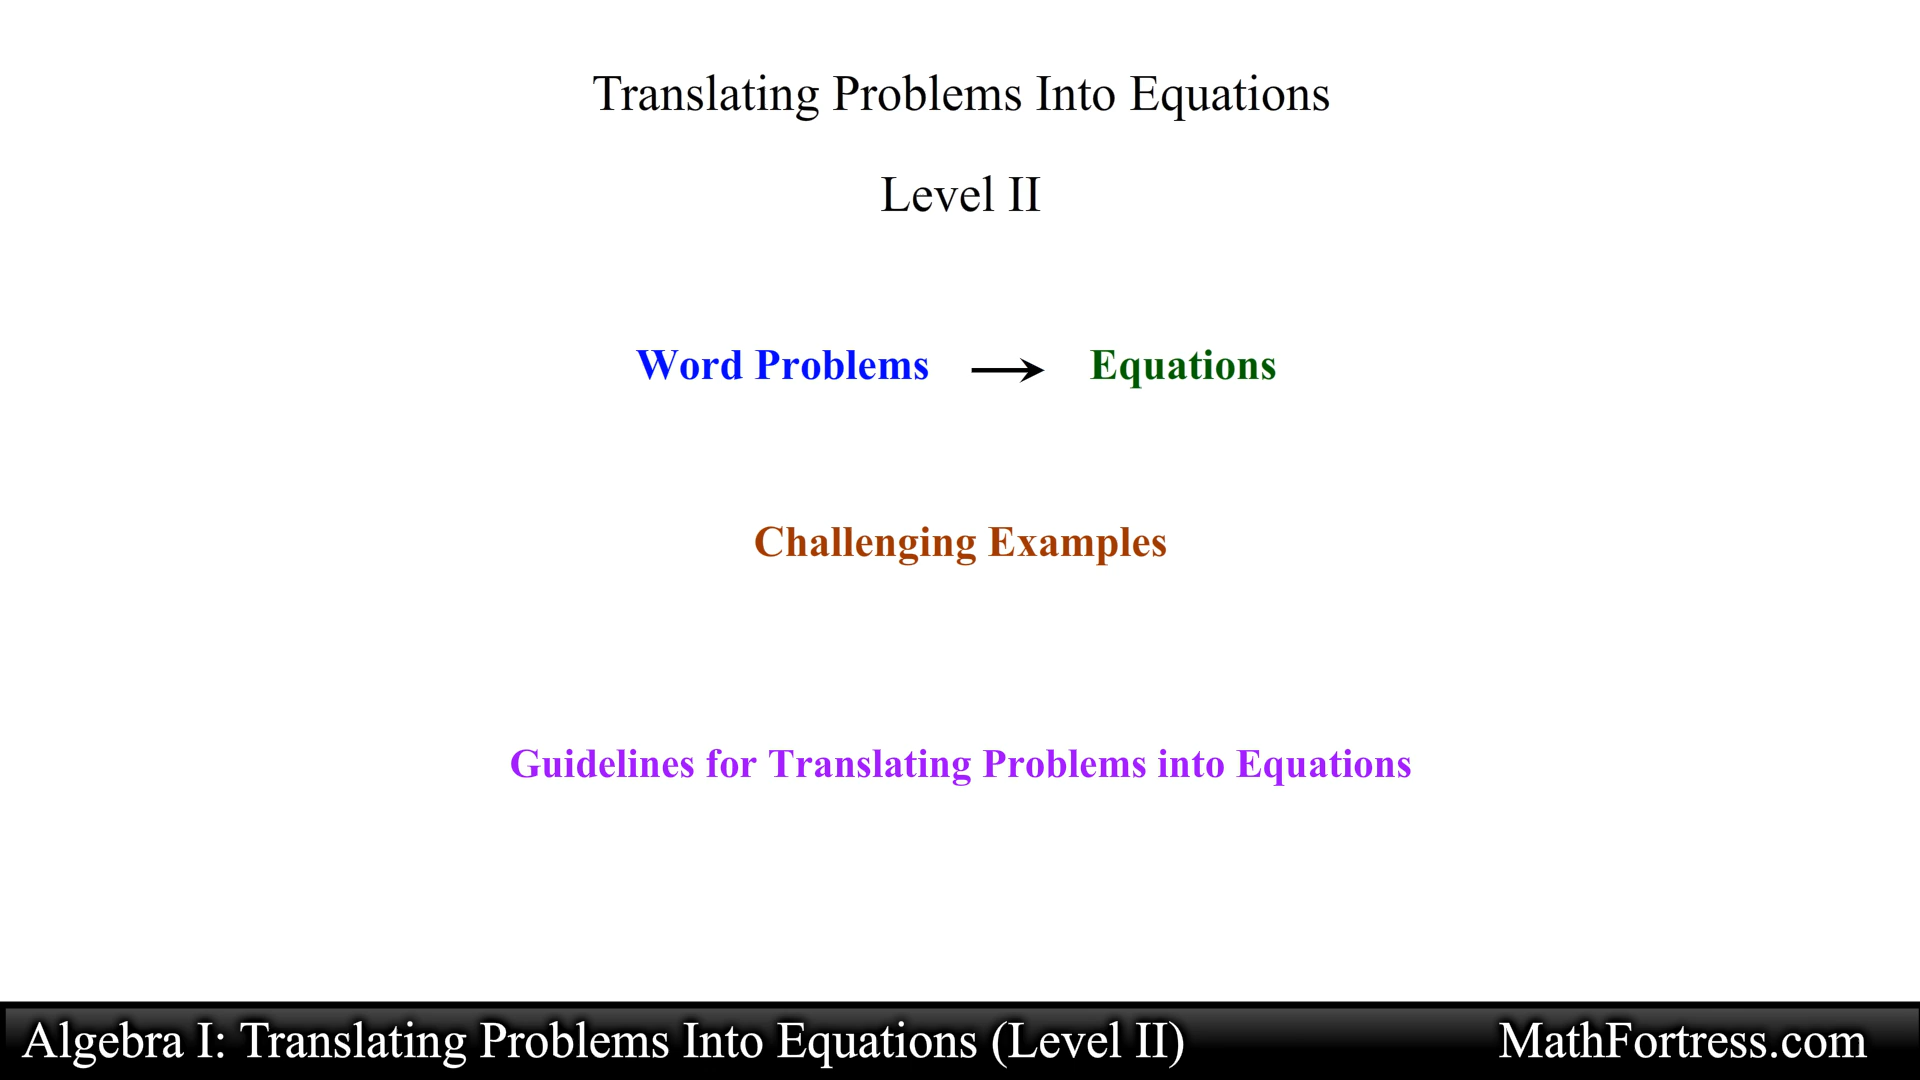 Translating Problems Into Equations
Level II
Word Problems → Equations
Challenging Examples
Guidelines for Translating Problems into Equations
Algebra I: Translating Problems Into Equations (Level II) MathFortress.com